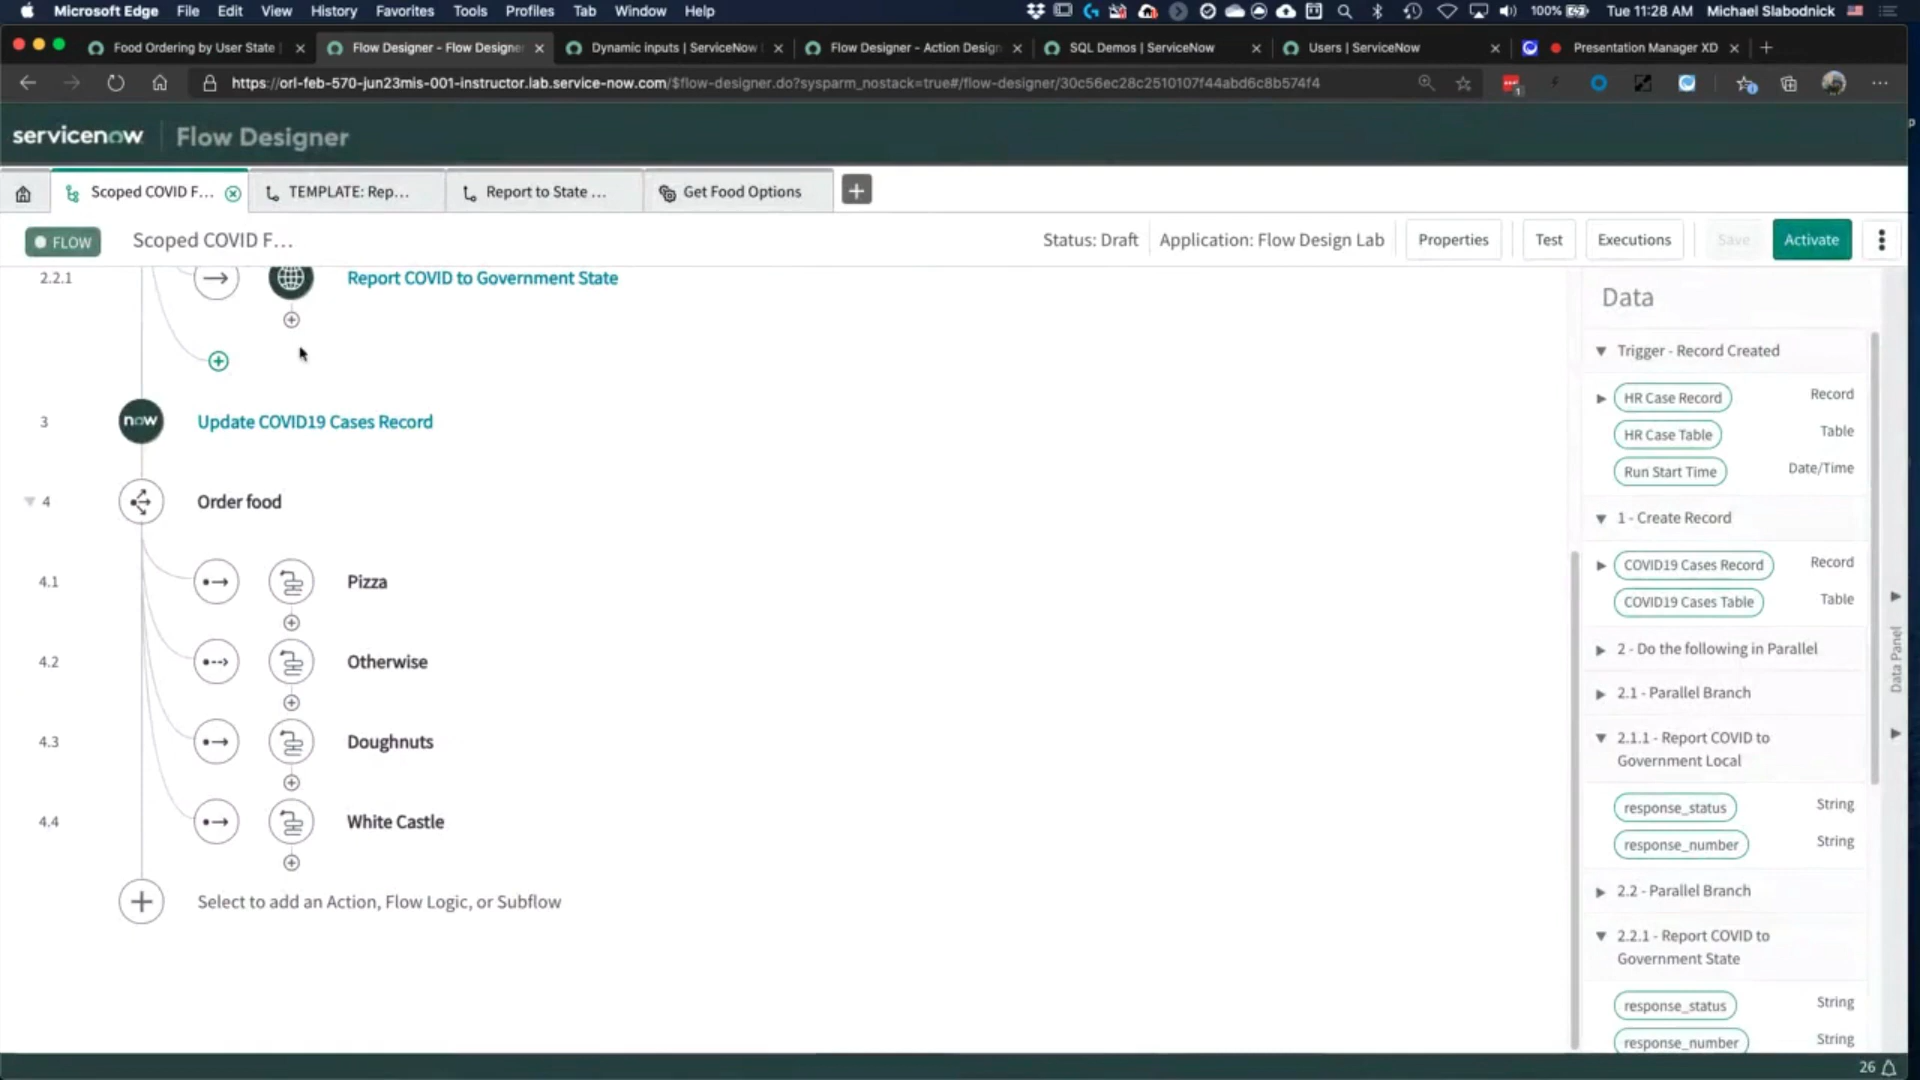 Microsoft Edge File Edit View History Favorites Tools Profiles Tab Window Help 100% Tue 11:28 AM Michael Slabodnick
Food Ordering by User State | Flow Designer - Flow Designer Dynamic inputs | ServiceNow Flow Designer - Action Design SQL Demos | ServiceNow Users | ServiceNow Presentation Manager XD
https://orl-feb-570-jun23mis-001-instructor.lab.service-now.com/$flow-designer.do?sysparm_nostack=true#/flow-designer/30c56ec28c2510107f44abd6c8b574f4
servicenow Flow Designer
Scoped COVID F... TEMPLATE: Rep... Report to State ... Get Food Options
FLOW Scoped COVID F... Status: Draft Application: Flow Design Lab Properties Test Executions Save Activate
2.2.1 Report COVID to Government State
3 now Update COVID19 Cases Record
4 Order food
4.1 Pizza
4.2 Otherwise
4.3 Doughnuts
4.4 White Castle
Select to add an Action, Flow Logic, or Subflow
Data
Trigger - Record Created
HR Case Record Record
HR Case Table Table
Run Start Time Date/Time
1 - Create Record
COVID19 Cases Record Record
COVID19 Cases Table Table
2 - Do the following in Parallel
2.1 - Parallel Branch
2.1.1 - Report COVID to
Government Local
response_status String
response_number String
2.2 - Parallel Branch
2.2.1 - Report COVID to
Government State
response_status String
response_number String
Data Panel
26